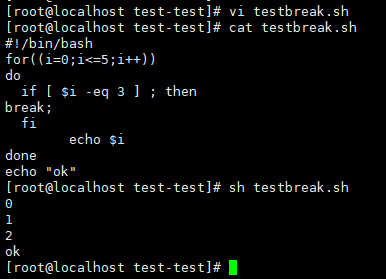 [root@localhost test-test]# vi testbreak.sh
[root@localhost test-test]# cat testbreak.sh
#!/bin/bash
for((i=0;i<=5;i++))
do
  if [ $i -eq 3 ] ; then
break;
  fi
        echo $i
done
echo "ok"
[root@localhost test-test]# sh testbreak.sh
0
1
2
ok
[root@localhost test-test]#